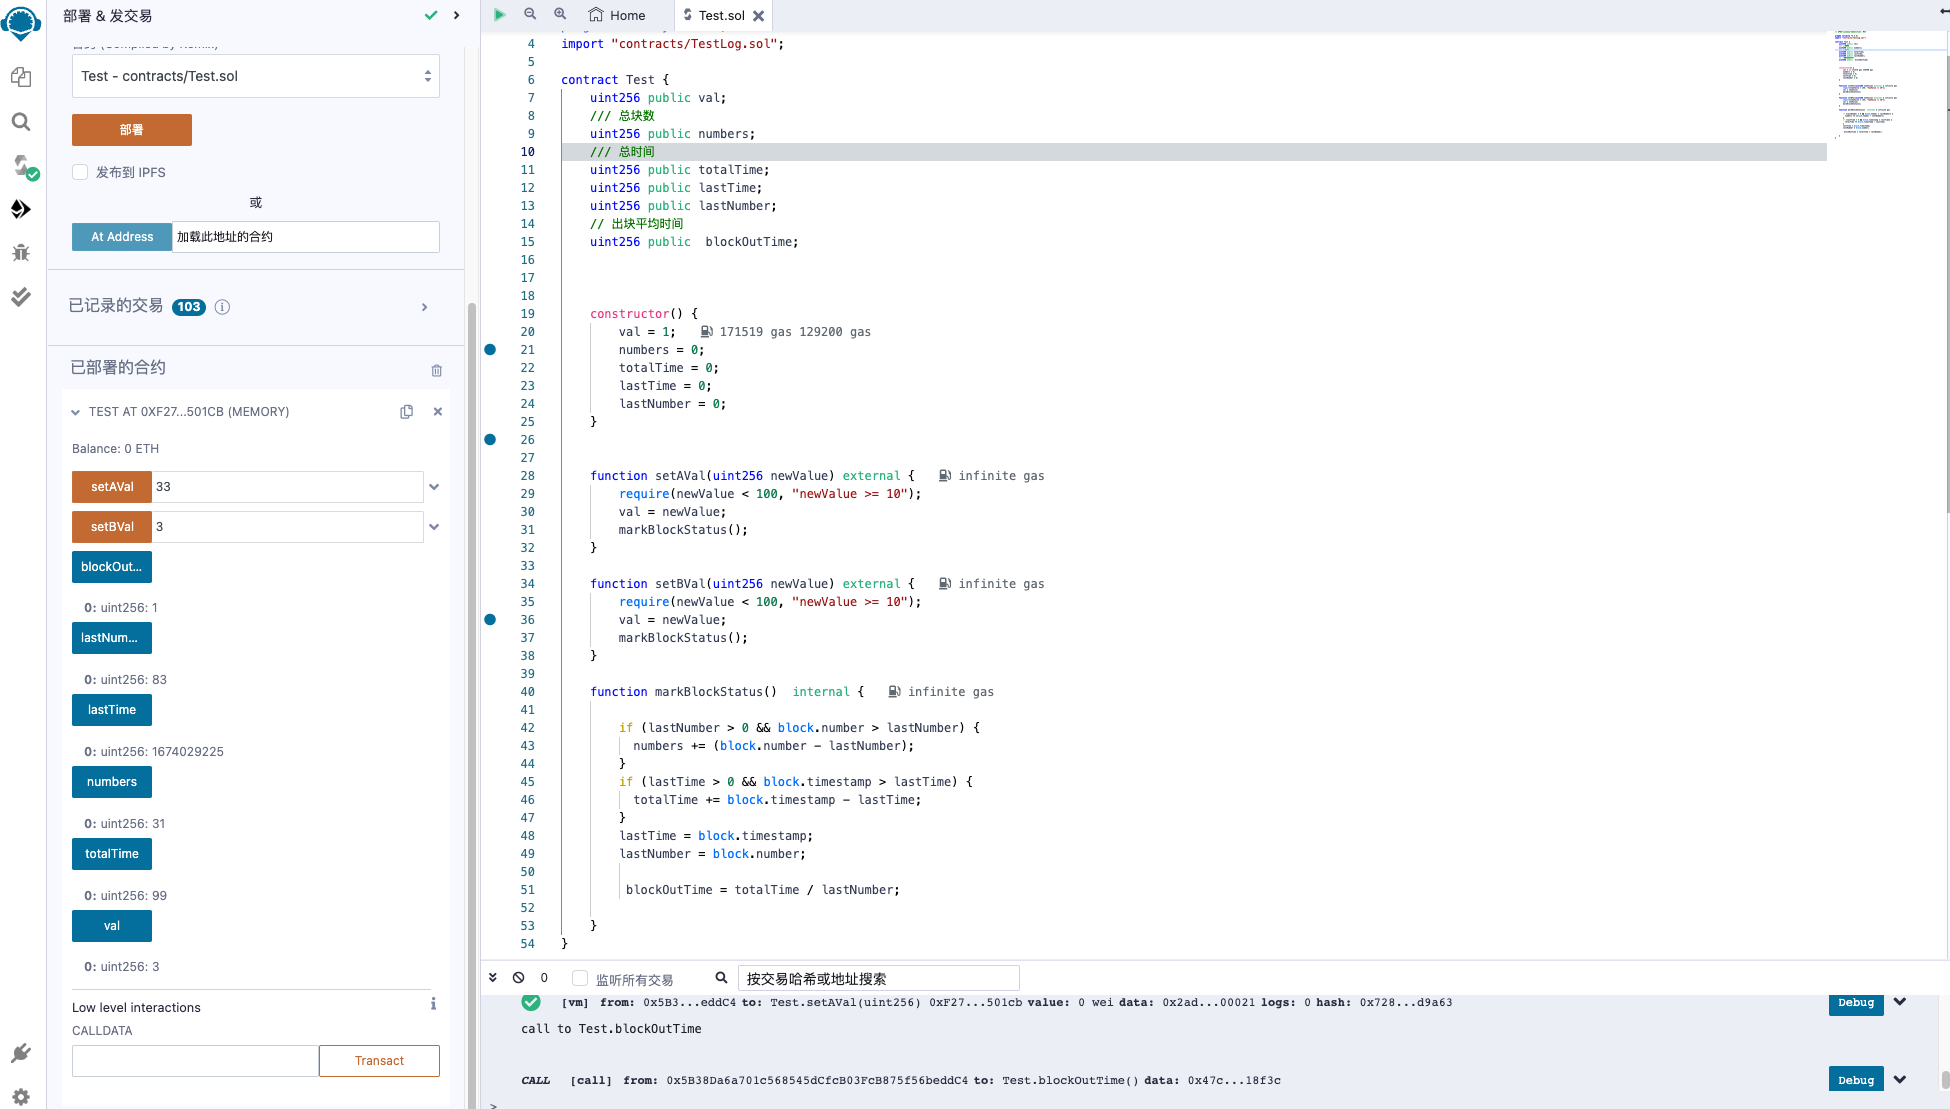 部署 & 发交易
Test - contracts/Test.sol
部署
发布到 IPFS
或
At Address 加载此地址的合约
已记录的交易 103
已部署的合约
TEST AT 0XF27...501CB (MEMORY)
Balance: 0 ETH
setAVal 33
setBVal 3
blockOut...
0: uint256: 1
lastNum...
0: uint256: 83
lastTime
0: uint256: 1674029225
numbers
0: uint256: 31
totalTime
0: uint256: 99
val
0: uint256: 3
Low level interactions
CALLDATA
Transact
Home
Test.sol
4 import "contracts/TestLog.sol";
5
6 contract Test {
7 uint256 public val;
8 /// 总块数
9 uint256 public numbers;
10 /// 总时间
11 uint256 public totalTime;
12 uint256 public lastTime;
13 uint256 public lastNumber;
14 // 出块平均时间
15 uint256 public  blockOutTime;
16
17
18
19 constructor() {
20 val = 1; 171519 gas 129200 gas
21 numbers = 0;
22 totalTime = 0;
23 lastTime = 0;
24 lastNumber = 0;
25 }
26
27
28 function setAVal(uint256 newValue) external { infinite gas
29 require(newValue < 100, "newValue >= 10");
30 val = newValue;
31 markBlockStatus();
32 }
33
34 function setBVal(uint256 newValue) external { infinite gas
35 require(newValue < 100, "newValue >= 10");
36 val = newValue;
37 markBlockStatus();
38 }
39
40 function markBlockStatus()  internal { infinite gas
41
42 if (lastNumber > 0 && block.number > lastNumber) {
43 numbers += (block.number - lastNumber);
44 }
45 if (lastTime > 0 && block.timestamp > lastTime) {
46 totalTime += block.timestamp - lastTime;
47 }
48 lastTime = block.timestamp;
49 lastNumber = block.number;
50
51 blockOutTime = totalTime / lastNumber;
52
53 }
54 }
0 监听所有交易 按交易哈希或地址搜索
[vm] from: 0x5B3...eddC4 to: Test.setAVal(uint256) 0xF27...501cb value: 0 wei data: 0x2ad...00021 logs: 0 hash: 0x728...d9a63 Debug
call to Test.blockOutTime
CALL [call] from: 0x5B38Da6a701c568545dCfcB03FcB875f56beddC4 to: Test.blockOutTime() data: 0x47c...18f3c Debug
>